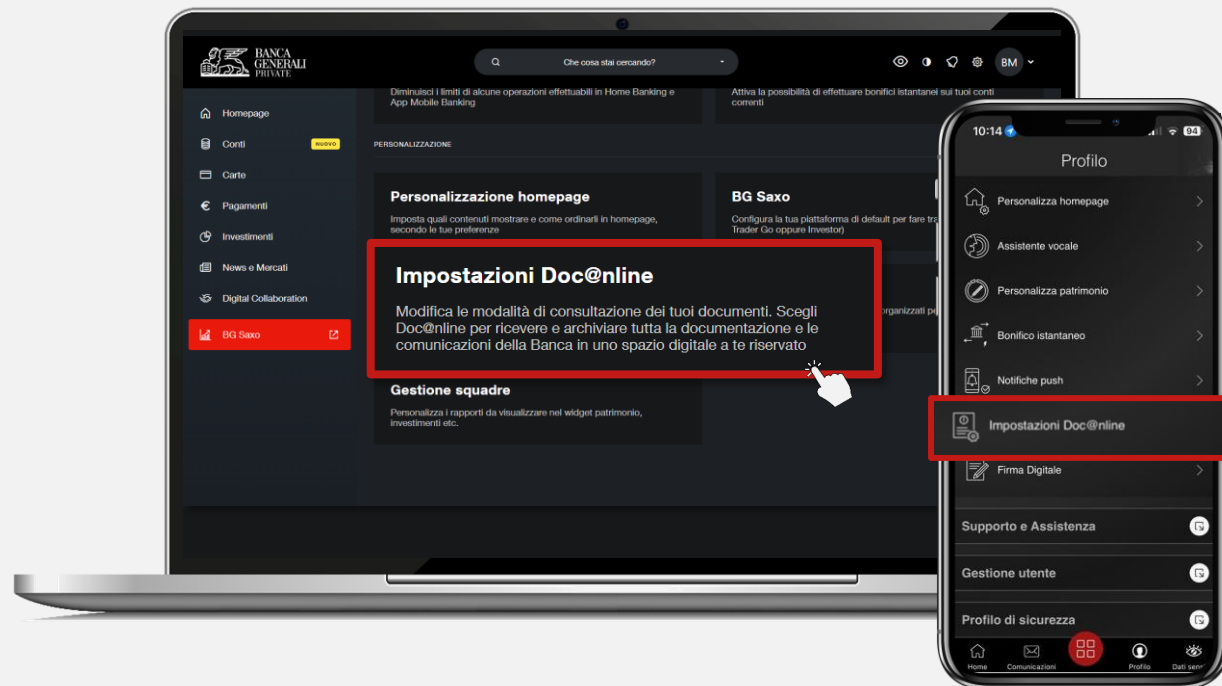 BANCA
GENERALI
PRIVATE
Che cosa stai cercando?
BM
Homepage
Conti
NUOVO
Carte
Pagamenti
Investimenti
News e Mercati
Digital Collaboration
BG Saxo
Diminuisci i limiti di alcune operazioni effettuabili in Home Banking e
App Mobile Banking
Attiva la possibilità di effettuare bonifici istantanei sui tuoi conti
correnti
PERSONALIZZAZIONE
Personalizzazione homepage
Imposta quali contenuti mostrare e come ordinarli in homepage,
secondo le tue preferenze
BG Saxo
Configura la tua piattaforma di default per fare
Trader Go oppure Investor)
Impostazioni Doc@nline
Modifica le modalità di consultazione dei tuoi documenti. Scegli
Doc@nline per ricevere e archiviare tutta la documentazione e le
comunicazioni della Banca in uno spazio digitale a te riservato
organizzati
Gestione squadre
Personalizza i rapporti da visualizzare nel widget patrimonio,
investimenti etc.
10:14
94
Profilo
Personalizza homepage
Assistente vocale
Personalizza patrimonio
Bonifico istantaneo
Notifiche push
Impostazioni Doc@nline
Firma Digitale
Supporto e Assistenza
Gestione utente
Profilo di sicurezza
Home
Comunicazioni
Profilo
Dati